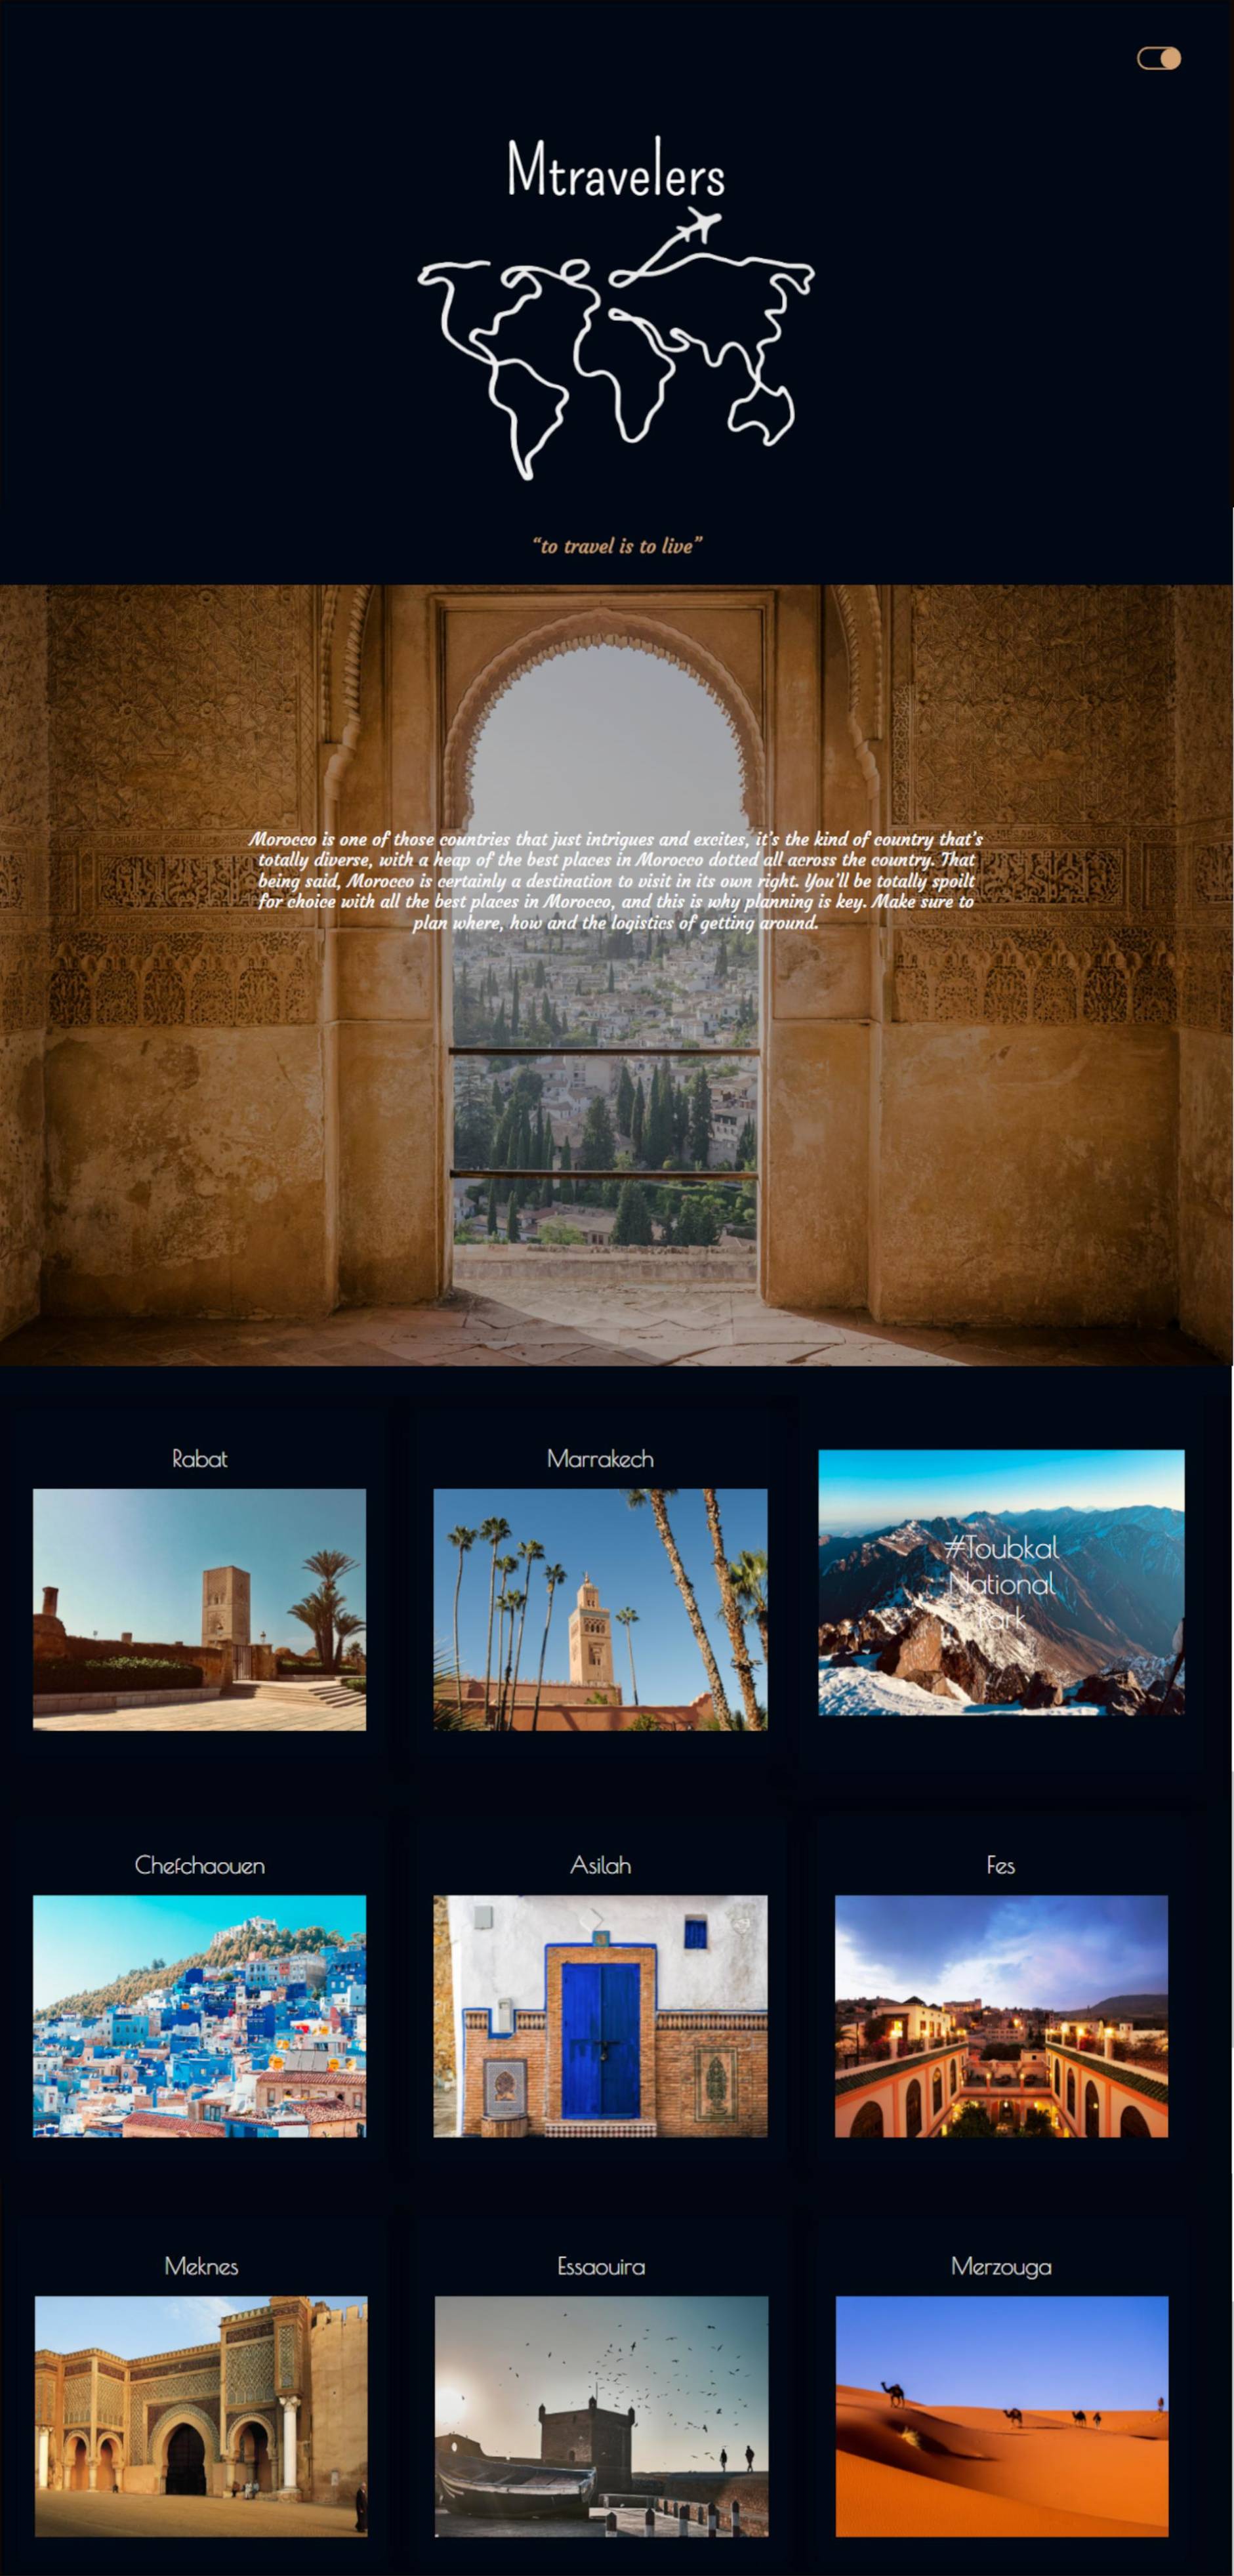 Mtravelers
“to travel is to live”
Morocco is one of those countries that just intrigues and excites, it’s the kind of country that’s
totally diverse, with a heap of the best places in Morocco dotted all across the country. That
being said, Morocco is certainly a destination to visit in its own right. You’ll be totally spoilt
for choice with all the best places in Morocco, and this is why planning is key. Make sure to
plan where, how and the logistics of getting around.
Rabat
Marrakech
#Toubkal
National
Park
Chefchaouen
Asilah
Fes
Meknes
Essaouira
Merzouga